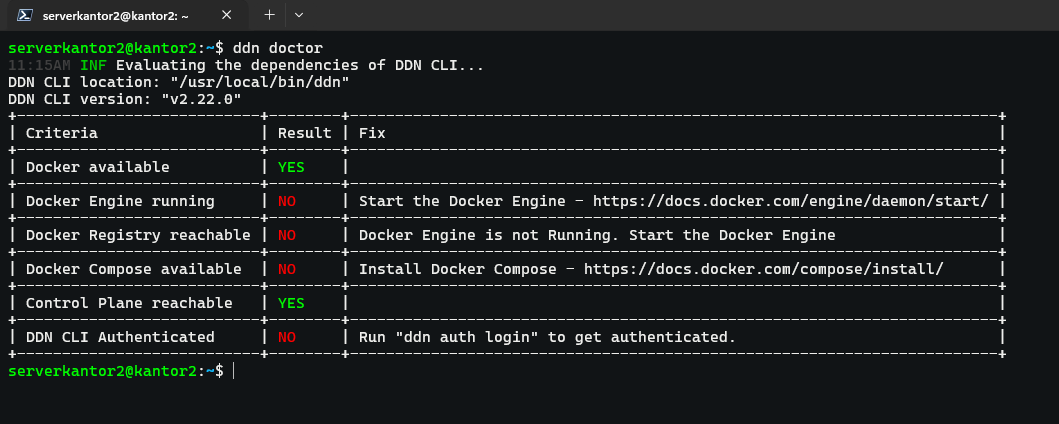 serverkantor2@kantor2: ~
serverkantor2@kantor2:~$ ddn doctor
11:15AM INF Evaluating the dependencies of DDN CLI...
DDN CLI location: "/usr/local/bin/ddn"
DDN CLI version: "v2.22.0"
Criteria | Result | Fix
Docker available | YES |
Docker Engine running | NO | Start the Docker Engine - https://docs.docker.com/engine/daemon/start/
Docker Registry reachable | NO | Docker Engine is not Running. Start the Docker Engine
Docker Compose available | NO | Install Docker Compose - https://docs.docker.com/compose/install/
Control Plane reachable | YES |
DDN CLI Authenticated | NO | Run "ddn auth login" to get authenticated.
serverkantor2@kantor2:~$